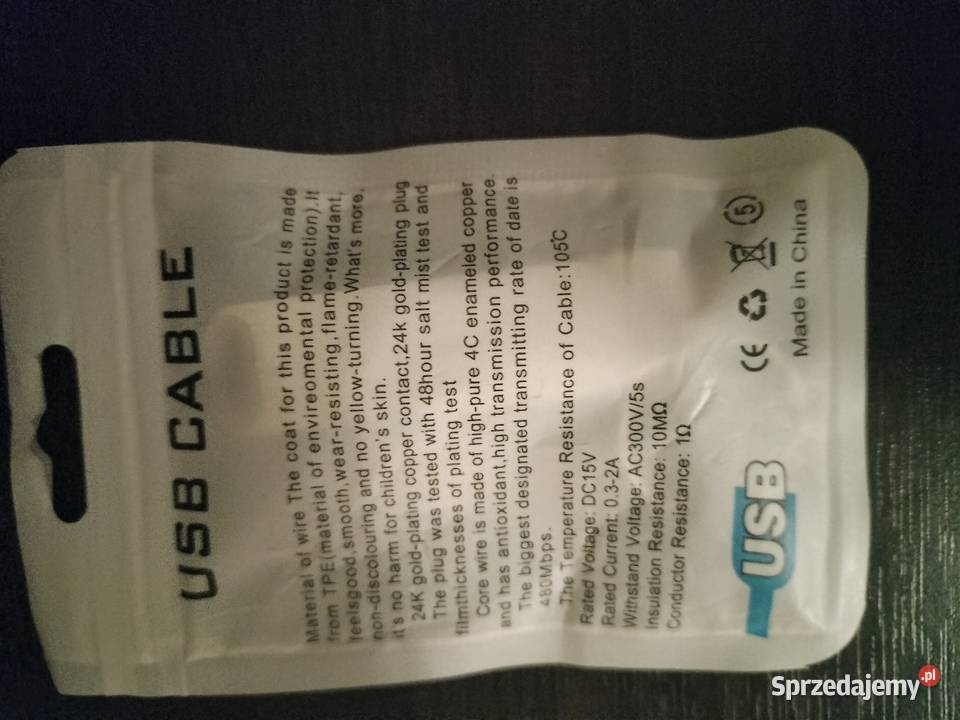 USB CABLE
Material of wire The coat for this product is made
from TPE(material of envireomental protection).It
feelsgood,smooth,wear-resisting,flame-retardant,
non-discolouring and no yellow-turning.What's more,
it's no harm for children's skin.
24K gold-plating copper contact,24k gold-plating plug
The plug was tested with 48hour salt mist test and
filmthicknesses of plating test
Core wire is made of high-pure 4C enameled copper
and has antioxidant,high transmission performance.
The biggest designated transmitting rate of date is
480Mbps.
The Temperature Resistance of Cable:105℃
Rated Voltage: DC15V
Rated Current: 0.3-2A
Withstand Voltage: AC300V/5s
Insulation Resistance: 10MΩ
Conductor Resistance: 1Ω
USB
CE 5
Made in China
Sprzedajemy.pl